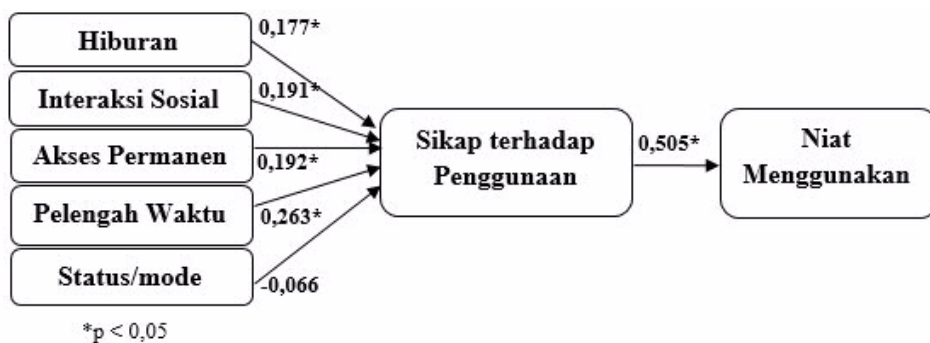 Hiburan
0,177*
Interaksi Sosial
0,191*
Akses Permanen
0,192*
Pelengah Waktu
0,263*
Status/mode
-0,066
Sikap terhadap
Penggunaan
0,505*
Niat
Menggunakan
*p < 0,05